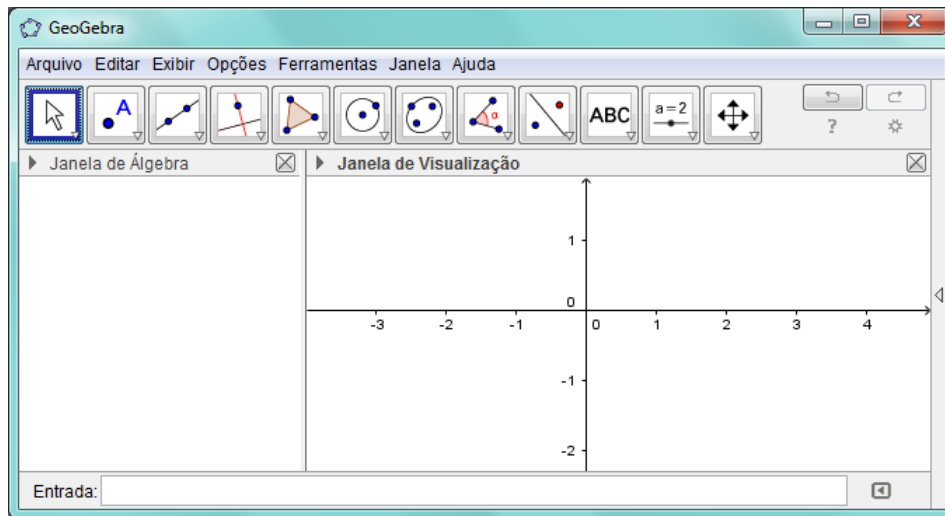 GeoGebra
Arquivo Editar Exibir Opções Ferramentas Janela Ajuda
A α ABC a=2 ?
Janela de Álgebra Janela de Visualização
1
0
-3 -2 -1 0 1 2 3 4
-1
-2
Entrada: